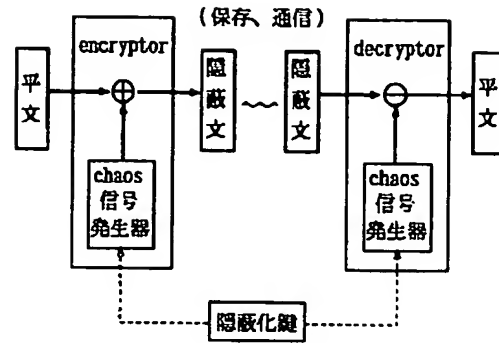 (保存、通信)
encryptor
decryptor
平文
隠蔽文
隠蔽文
平文
chaos
信号
発生器
chaos
信号
発生器
隠蔽化鍵